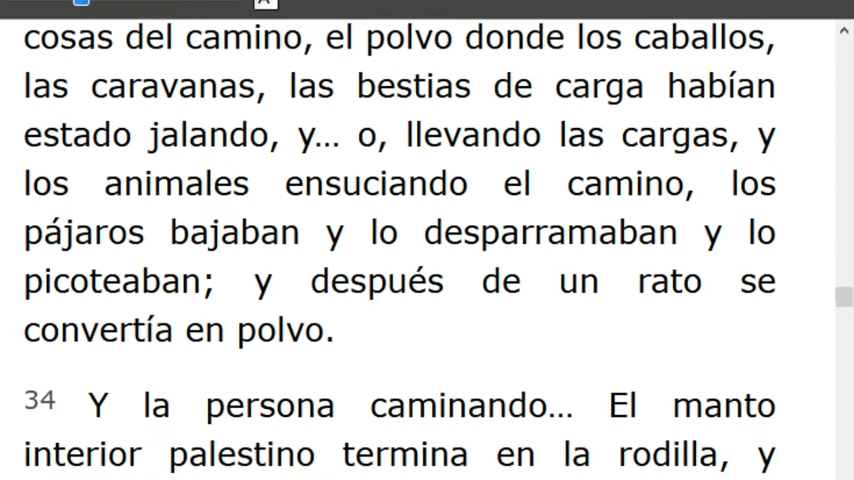 cosas del camino, el polvo donde los caballos,
las caravanas, las bestias de carga habían
estado jalando, y… o, llevando las cargas, y
los animales ensuciando el camino, los
pájaros bajaban y lo desparramaban y lo
picoteaban; y después de un rato se
convertía en polvo.
34 Y la persona caminando… El manto
interior palestino termina en la rodilla, y